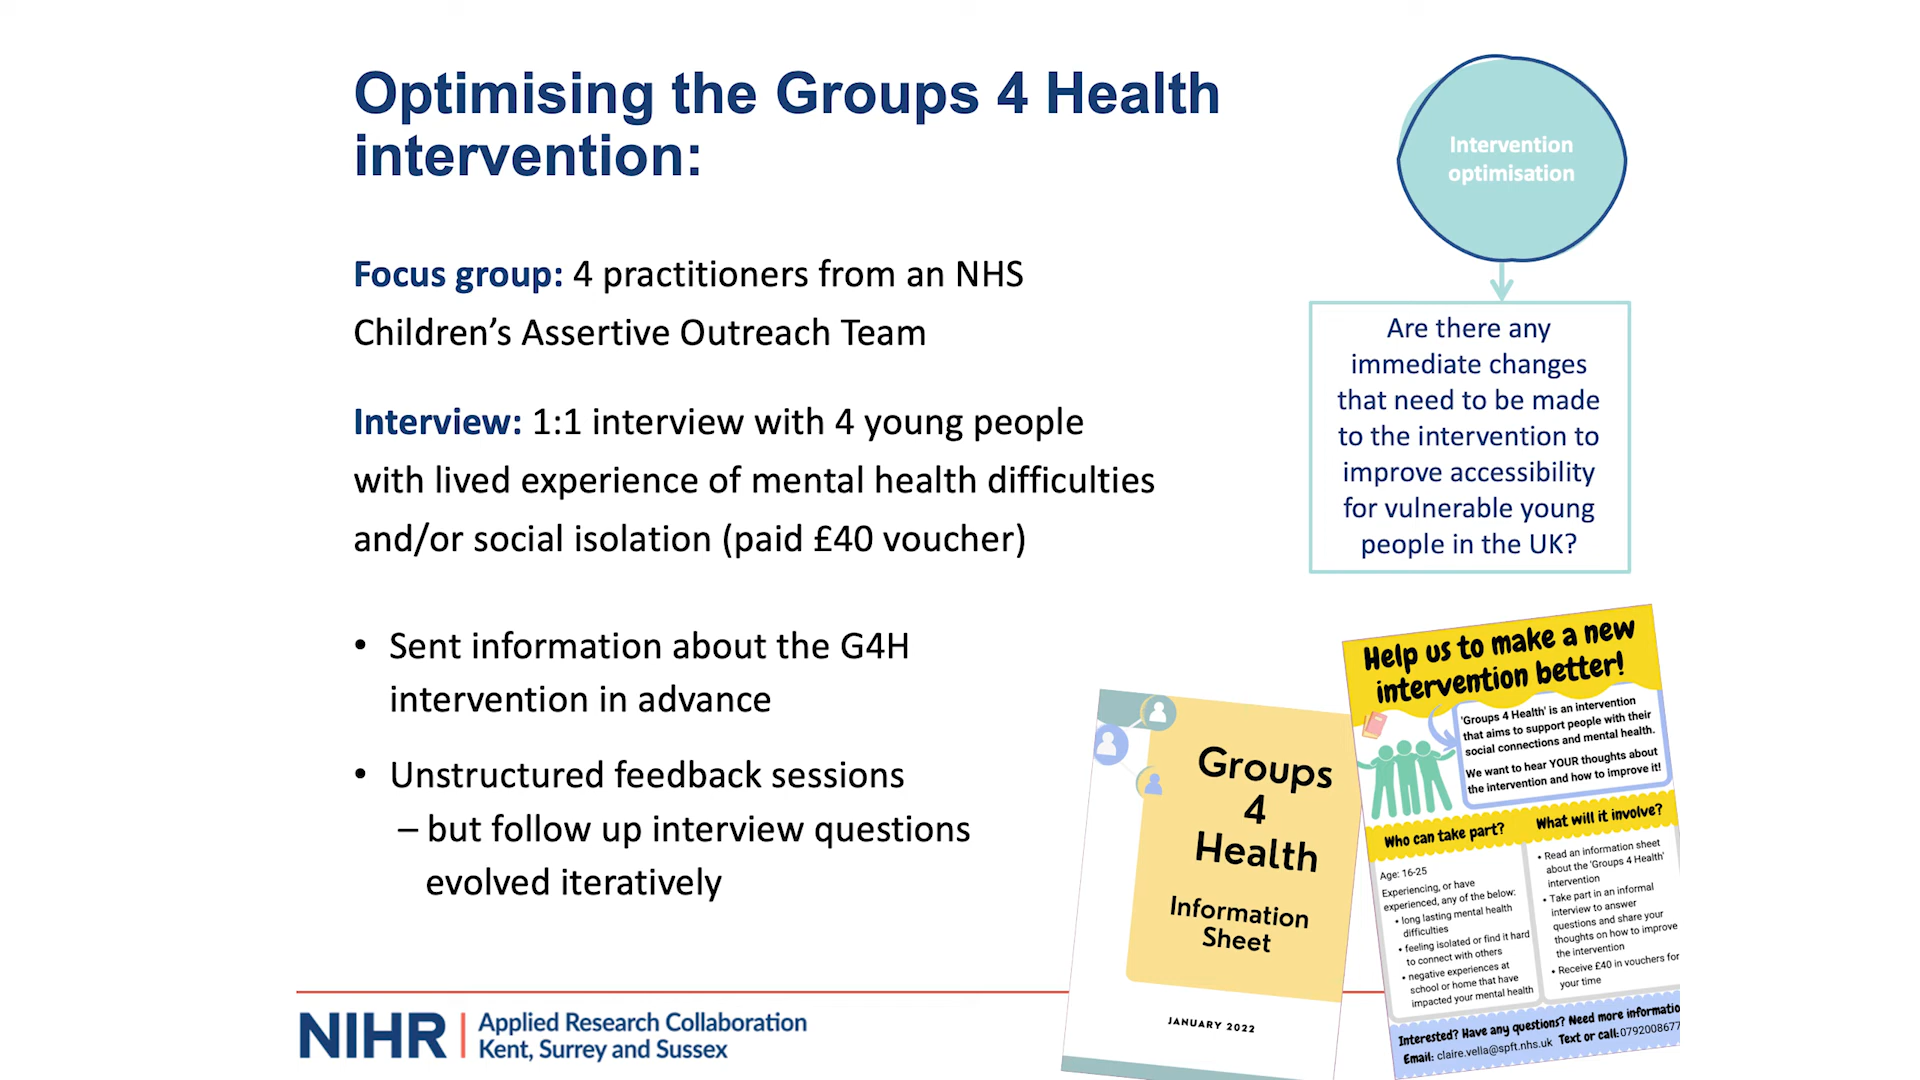 Optimising the Groups 4 Health
intervention:
Focus group: 4 practitioners from an NHS
Children’s Assertive Outreach Team
Interview: 1:1 interview with 4 young people
with lived experience of mental health difficulties
and/or social isolation (paid £40 voucher)
• Sent information about the G4H
intervention in advance
• Unstructured feedback sessions
– but follow up interview questions
evolved iteratively
Intervention
optimisation
Are there any
immediate changes
that need to be made
to the intervention to
improve accessibility
for vulnerable young
people in the UK?
Groups
4
Health
Information
Sheet
JANUARY 2022
Help us to make a new
intervention better!
'Groups 4 Health' is an intervention
that aims to support people with their
social connections and mental health.
We want to hear YOUR thoughts about
the intervention and how to improve it!
Who can take part?
Age: 16-25
Experiencing, or have
experienced, any of the below:
• long lasting mental health
difficulties
• feeling isolated or find it hard
to connect with others
• negative experiences at
school or home that have
impacted your mental health
What will it involve?
• Read an information sheet
about the 'Groups 4 Health'
intervention
• Take part in an informal
interview to answer
questions and share your
thoughts on how to improve
the intervention
• Receive £40 in vouchers for
your time
Interested? Have any questions? Need more informatio
Email: claire.vella@spft.nhs.uk Text or call: 0792008677
NIHR | Applied Research Collaboration
Kent, Surrey and Sussex